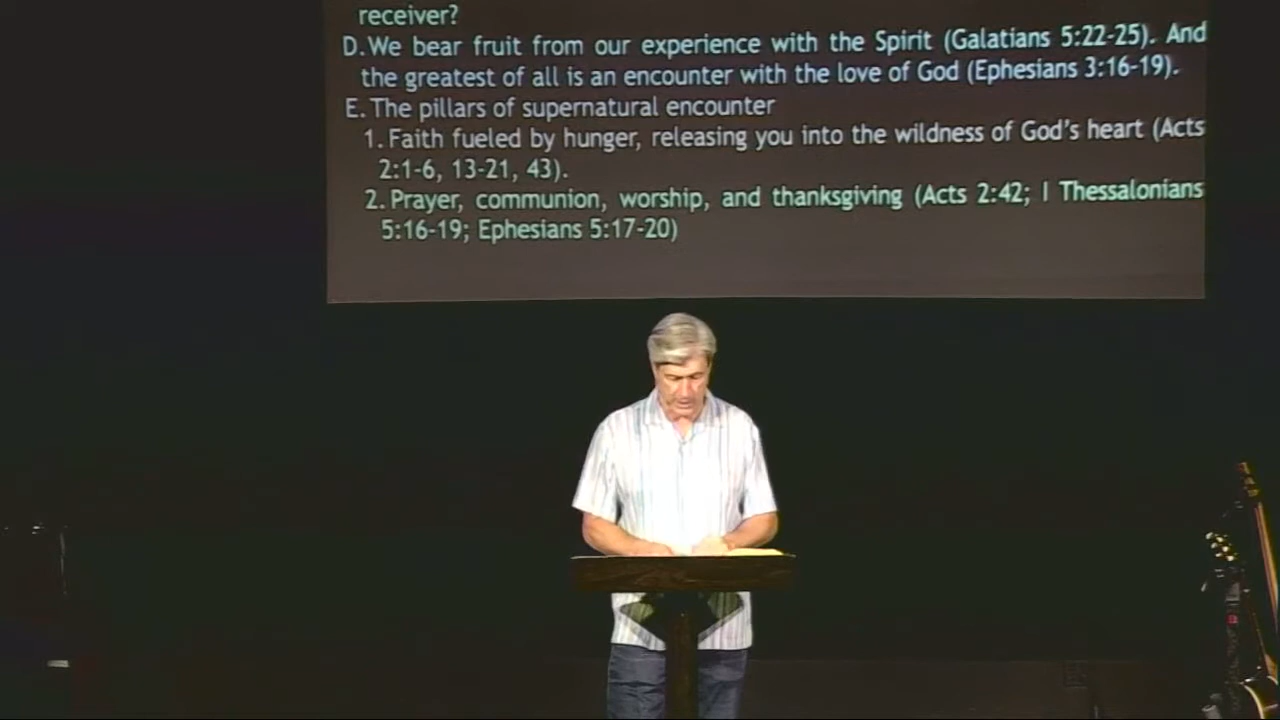 receiver?
D.We bear fruit from our experience with the Spirit (Galatians 5:22-25). And
the greatest of all is an encounter with the love of God (Ephesians 3:16-19).
E. The pillars of supernatural encounter
1. Faith fueled by hunger, releasing you into the wildness of God's heart (Acts
2:1-6, 13-21, 43).
2. Prayer, communion, worship, and thanksgiving (Acts 2:42; I Thessalonians
5:16-19; Ephesians 5:17-20)